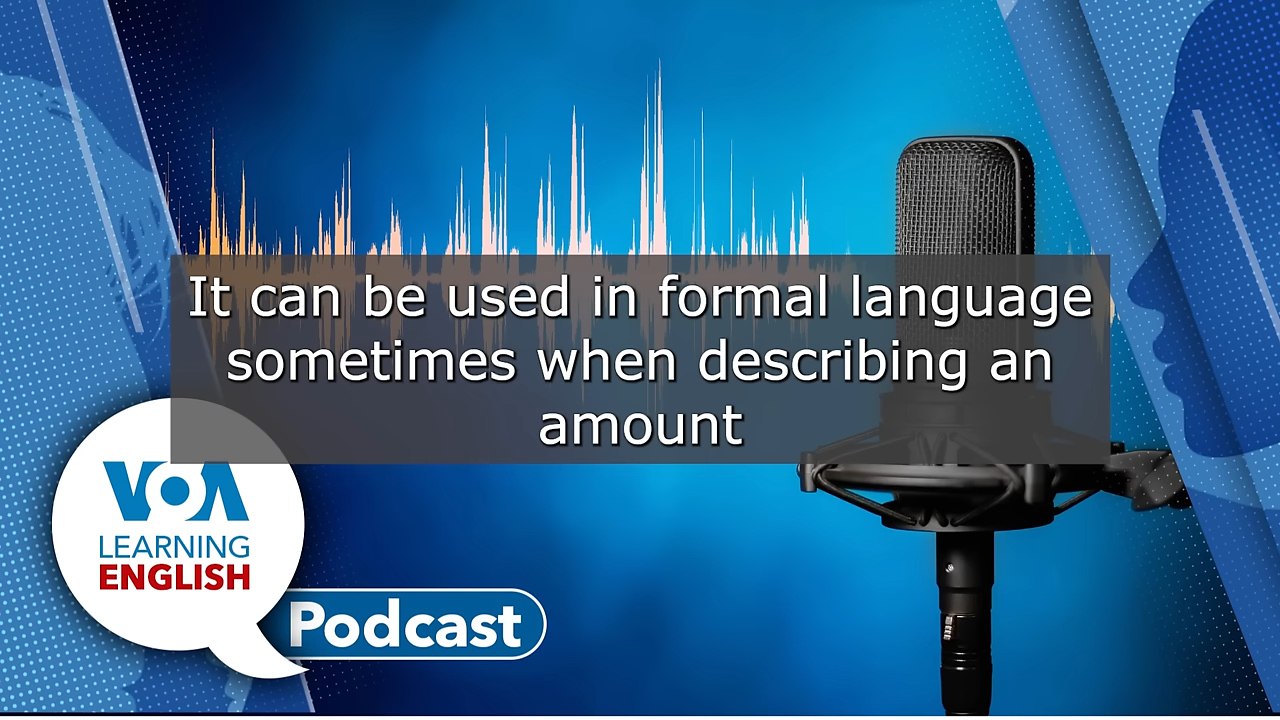 It can be used in formal language
sometimes when describing an
amount
VOA
LEARNING
ENGLISH
Podcast